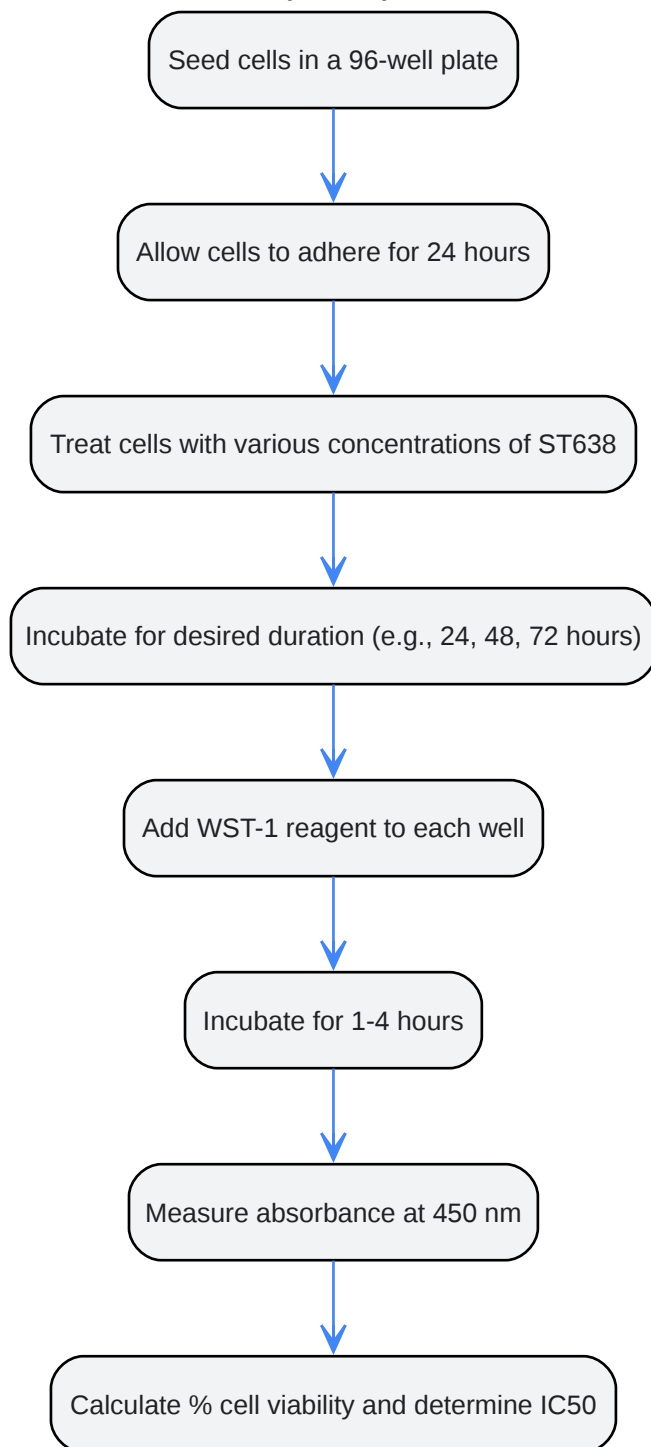 Seed cells in a 96-well plate
Allow cells to adhere for 24 hours
Treat cells with various concentrations of ST638
Incubate for desired duration (e.g., 24, 48, 72 hours)
Add WST-1 reagent to each well
Incubate for 1-4 hours
Measure absorbance at 450 nm
Calculate % cell viability and determine IC50